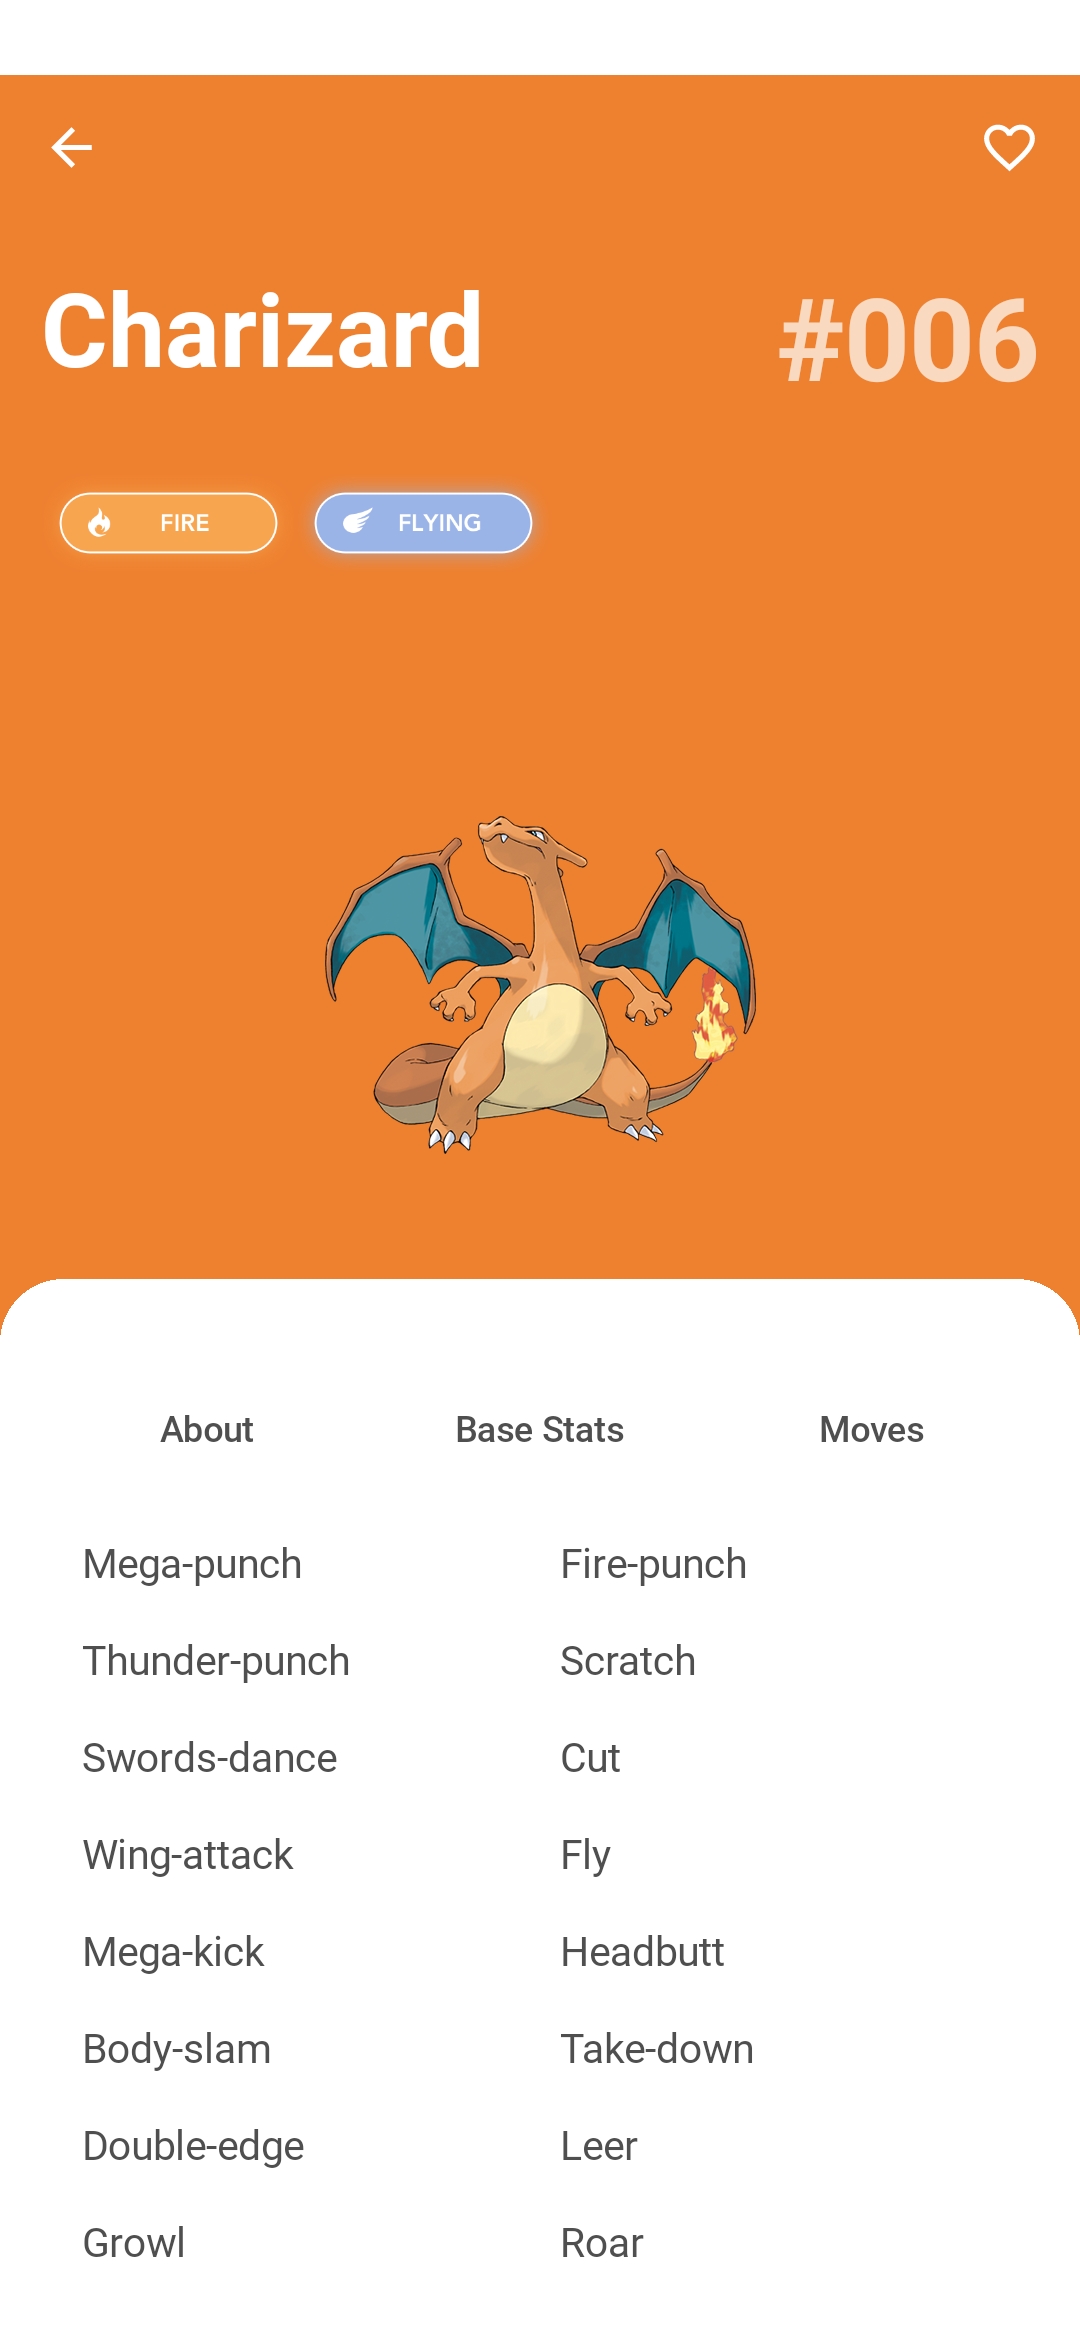 Charizard #006
FIRE FLYING
About Base Stats Moves
Mega-punch Fire-punch
Thunder-punch Scratch
Swords-dance Cut
Wing-attack Fly
Mega-kick Headbutt
Body-slam Take-down
Double-edge Leer
Growl Roar